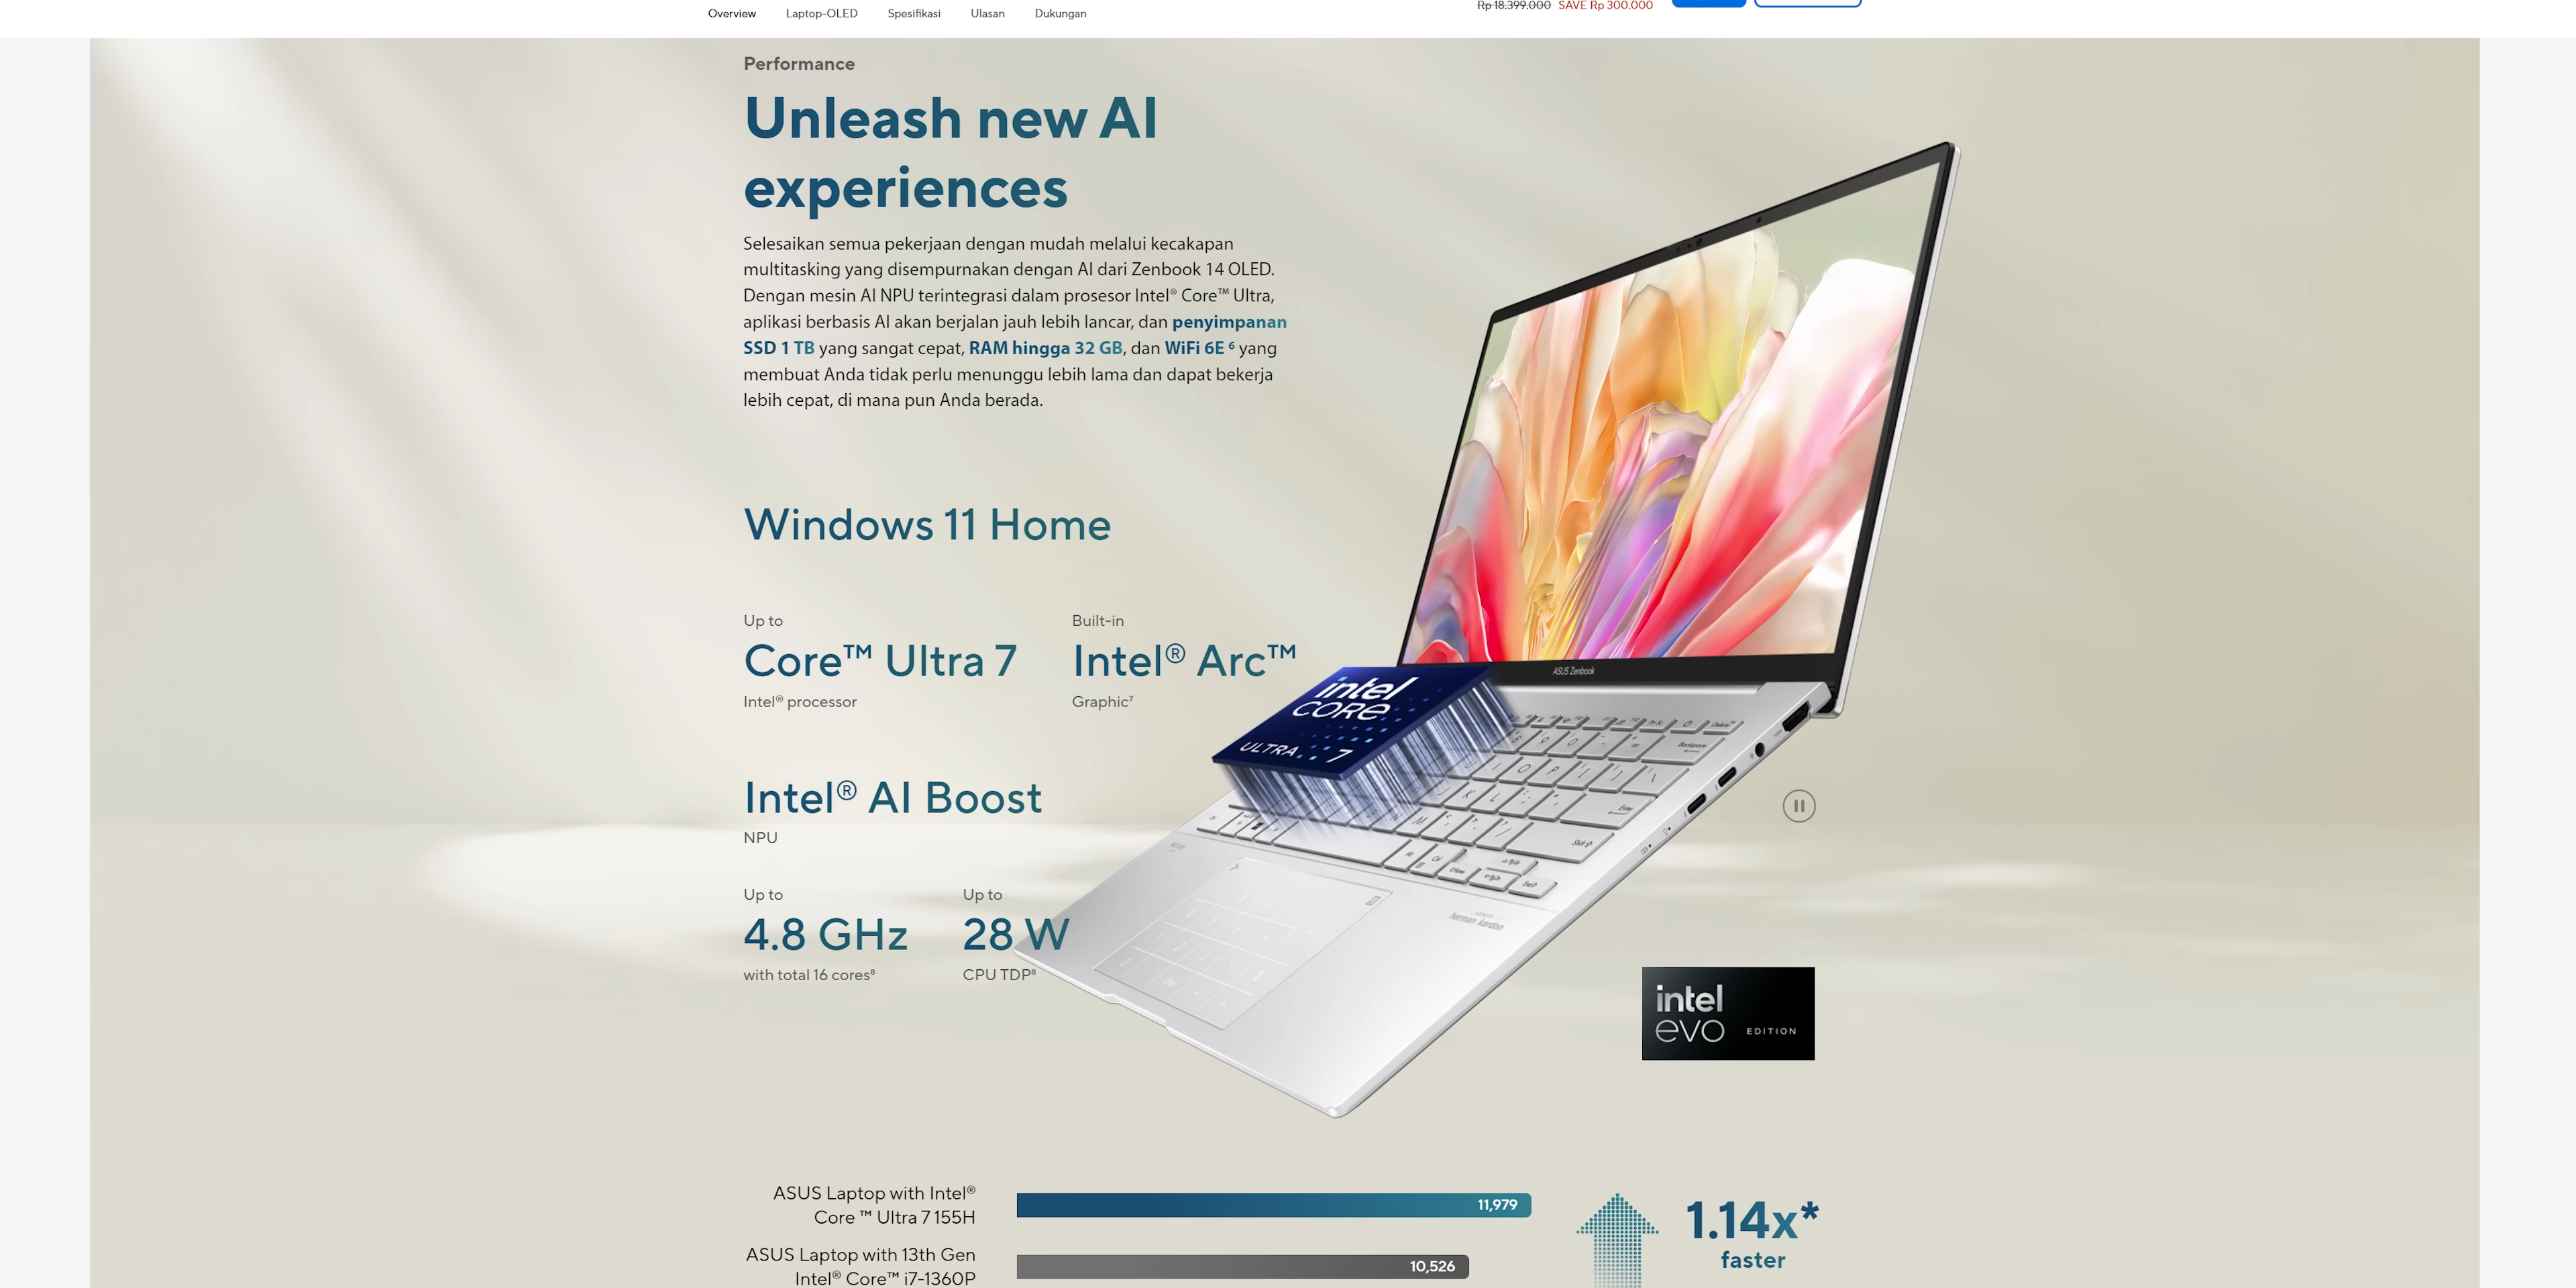 Overview Laptop-OLED Spesifikasi Ulasan Dukungan
Rp 18.399.000 SAVE Rp 300.000
Performance
Unleash new AI
experiences
Selesaikan semua pekerjaan dengan mudah melalui kecakapan
multitasking yang disempurnakan dengan AI dari Zenbook 14 OLED.
Dengan mesin AI NPU terintegrasi dalam prosesor Intel® Core™ Ultra,
aplikasi berbasis AI akan berjalan jauh lebih lancar, dan penyimpanan
SSD 1 TB yang sangat cepat, RAM hingga 32 GB, dan WiFi 6E ⁶ yang
membuat Anda tidak perlu menunggu lebih lama dan dapat bekerja
lebih cepat, di mana pun Anda berada.
Windows 11 Home
Up to
Core™ Ultra 7
Intel® processor
Built-in
Intel® Arc™
Graphic⁷
Intel® AI Boost
NPU
Up to
4.8 GHz
with total 16 cores⁸
Up to
28 W
CPU TDP⁸
ASUS Zenbook
intel
CORE
ULTRA 7
harman kardon
intel
evo EDITION
ASUS Laptop with Intel®
Core ™ Ultra 7 155H
11,979
ASUS Laptop with 13th Gen
Intel® Core™ i7-1360P
10,526
1.14x*
faster